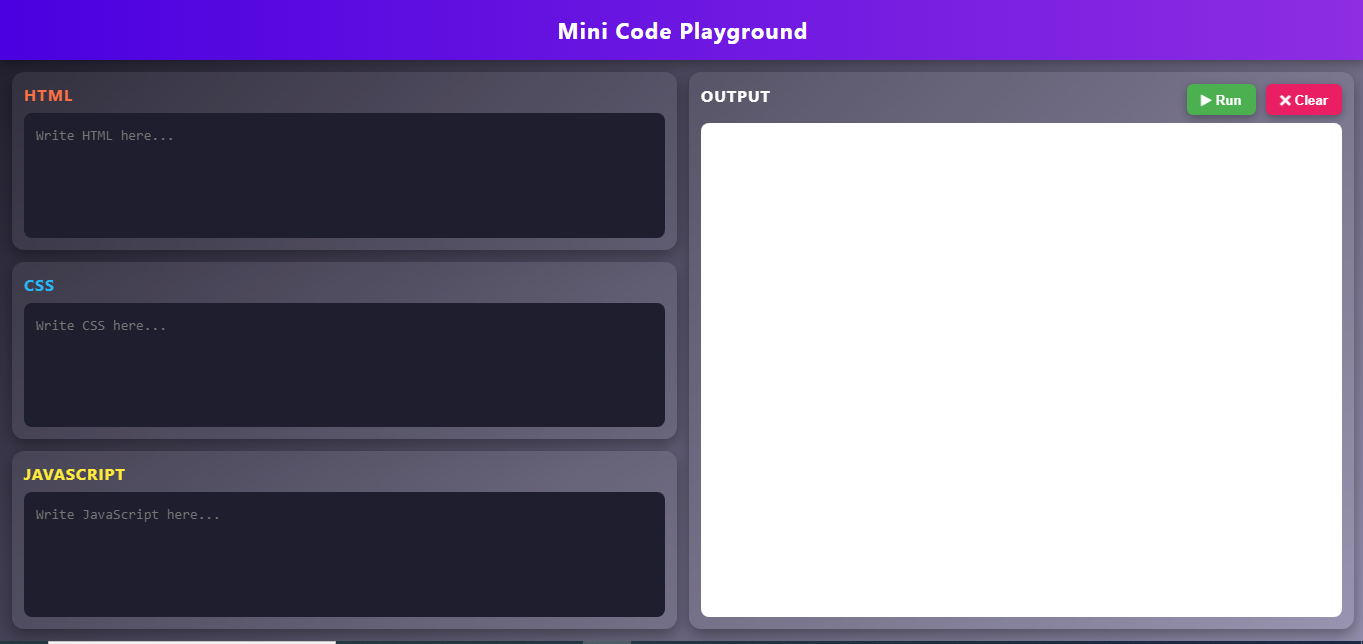 Mini Code Playground
HTML
Write HTML here...
CSS
Write CSS here...
JAVASCRIPT
Write JavaScript here...
OUTPUT
▶ Run
✖ Clear